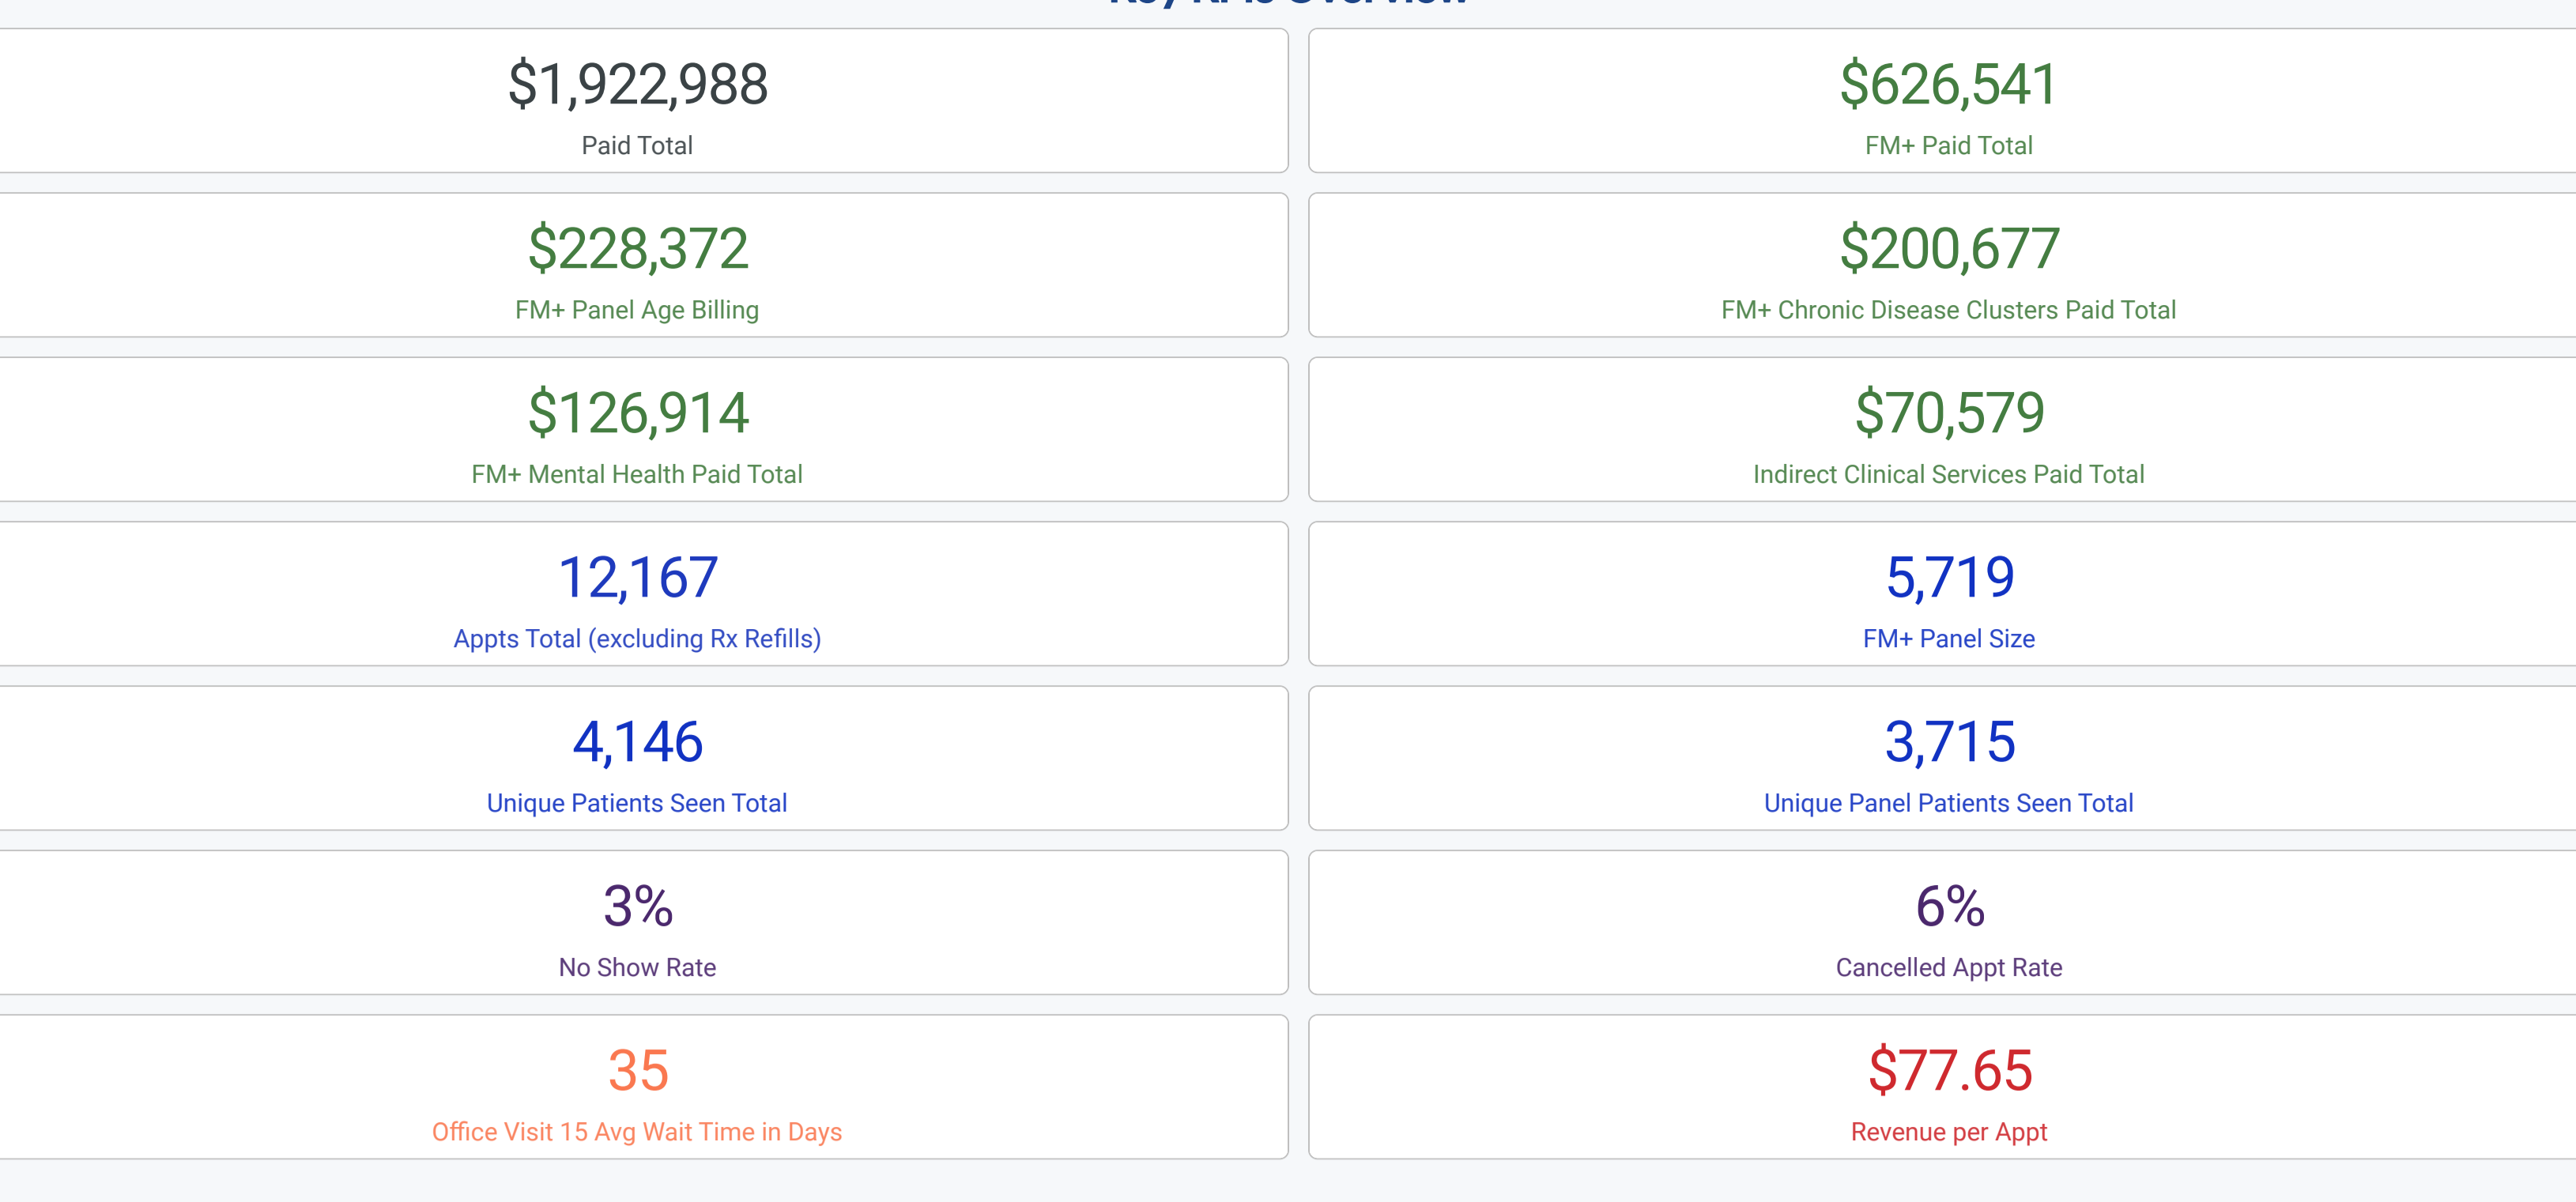 Key KPIs Overview
$1,922,988
Paid Total
$626,541
FM+ Paid Total
$228,372
FM+ Panel Age Billing
$200,677
FM+ Chronic Disease Clusters Paid Total
$126,914
FM+ Mental Health Paid Total
$70,579
Indirect Clinical Services Paid Total
12,167
Appts Total (excluding Rx Refills)
5,719
FM+ Panel Size
4,146
Unique Patients Seen Total
3,715
Unique Panel Patients Seen Total
3%
No Show Rate
6%
Cancelled Appt Rate
35
Office Visit 15 Avg Wait Time in Days
$77.65
Revenue per Appt